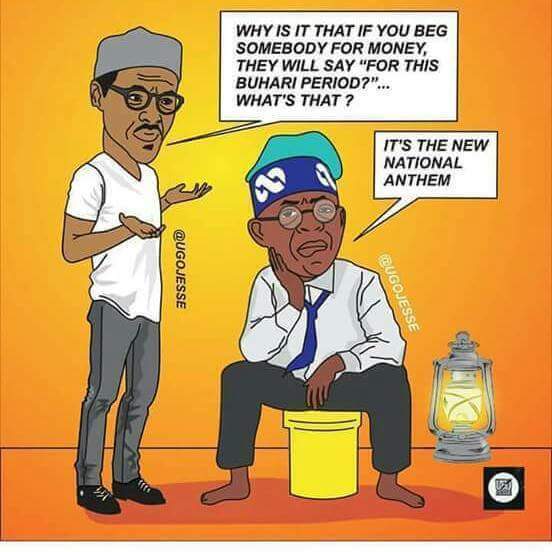 WHY IS IT THAT IF YOU BEG
SOMEBODY FOR MONEY,
THEY WILL SAY “FOR THIS
BUHARI PERIOD?”...
WHAT'S THAT ?
IT'S THE NEW
NATIONAL
ANTHEM
@UGOJESSE
@UGOJESSE